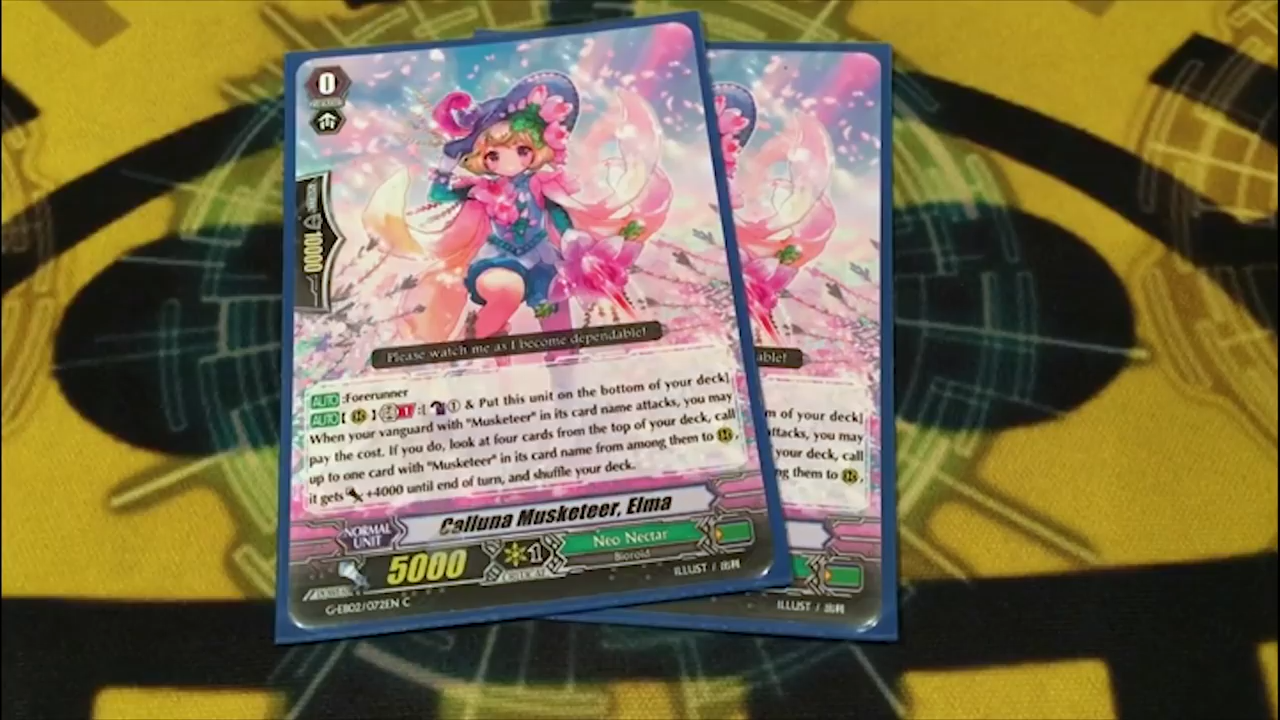 0
10000
Please watch me as I become dependable!
able!
AUTO :Forerunner
AUTO [ ] 1 :[ 1 & Put this unit on the bottom of your deck]
When your vanguard with "Musketeer" in its card name attacks, you may
pay the cost. If you do, look at four cards from the top of your deck, call
up to one card with "Musketeer" in its card name from among them to ,
it gets +4000 until end of turn, and shuffle your deck.
m of your deck]
attacks, you may
your deck, call
ng them to ,
Calluna Musketeer, Elma
NORMAL
UNIT
Neo Nectar
Bioroid
5000
1
CRITICAL
ILLUST /
G-EB02/072EN C
ILLUST /